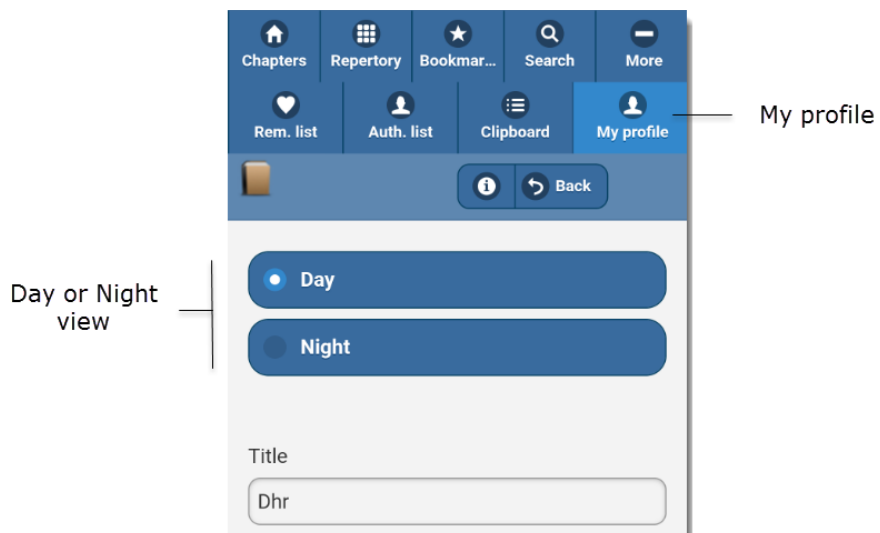 Chapters Repertory Bookmar... Search More
Rem. list Auth. list Clipboard My profile
My profile
Back
Day
Day or Night
view
Night
Title
Dhr